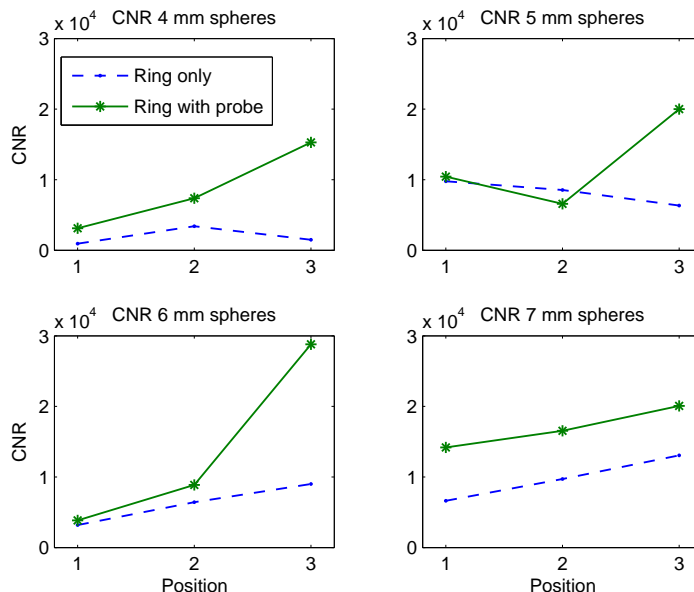 CNR 4 mm spheres
x 10^4
3
2
1
0
CNR
Ring only
Ring with probe
1 2 3
CNR 5 mm spheres
x 10^4
3
2
1
0
1 2 3
CNR 6 mm spheres
x 10^4
3
2
1
0
CNR
1 2 3
Position
CNR 7 mm spheres
x 10^4
3
2
1
0
1 2 3
Position